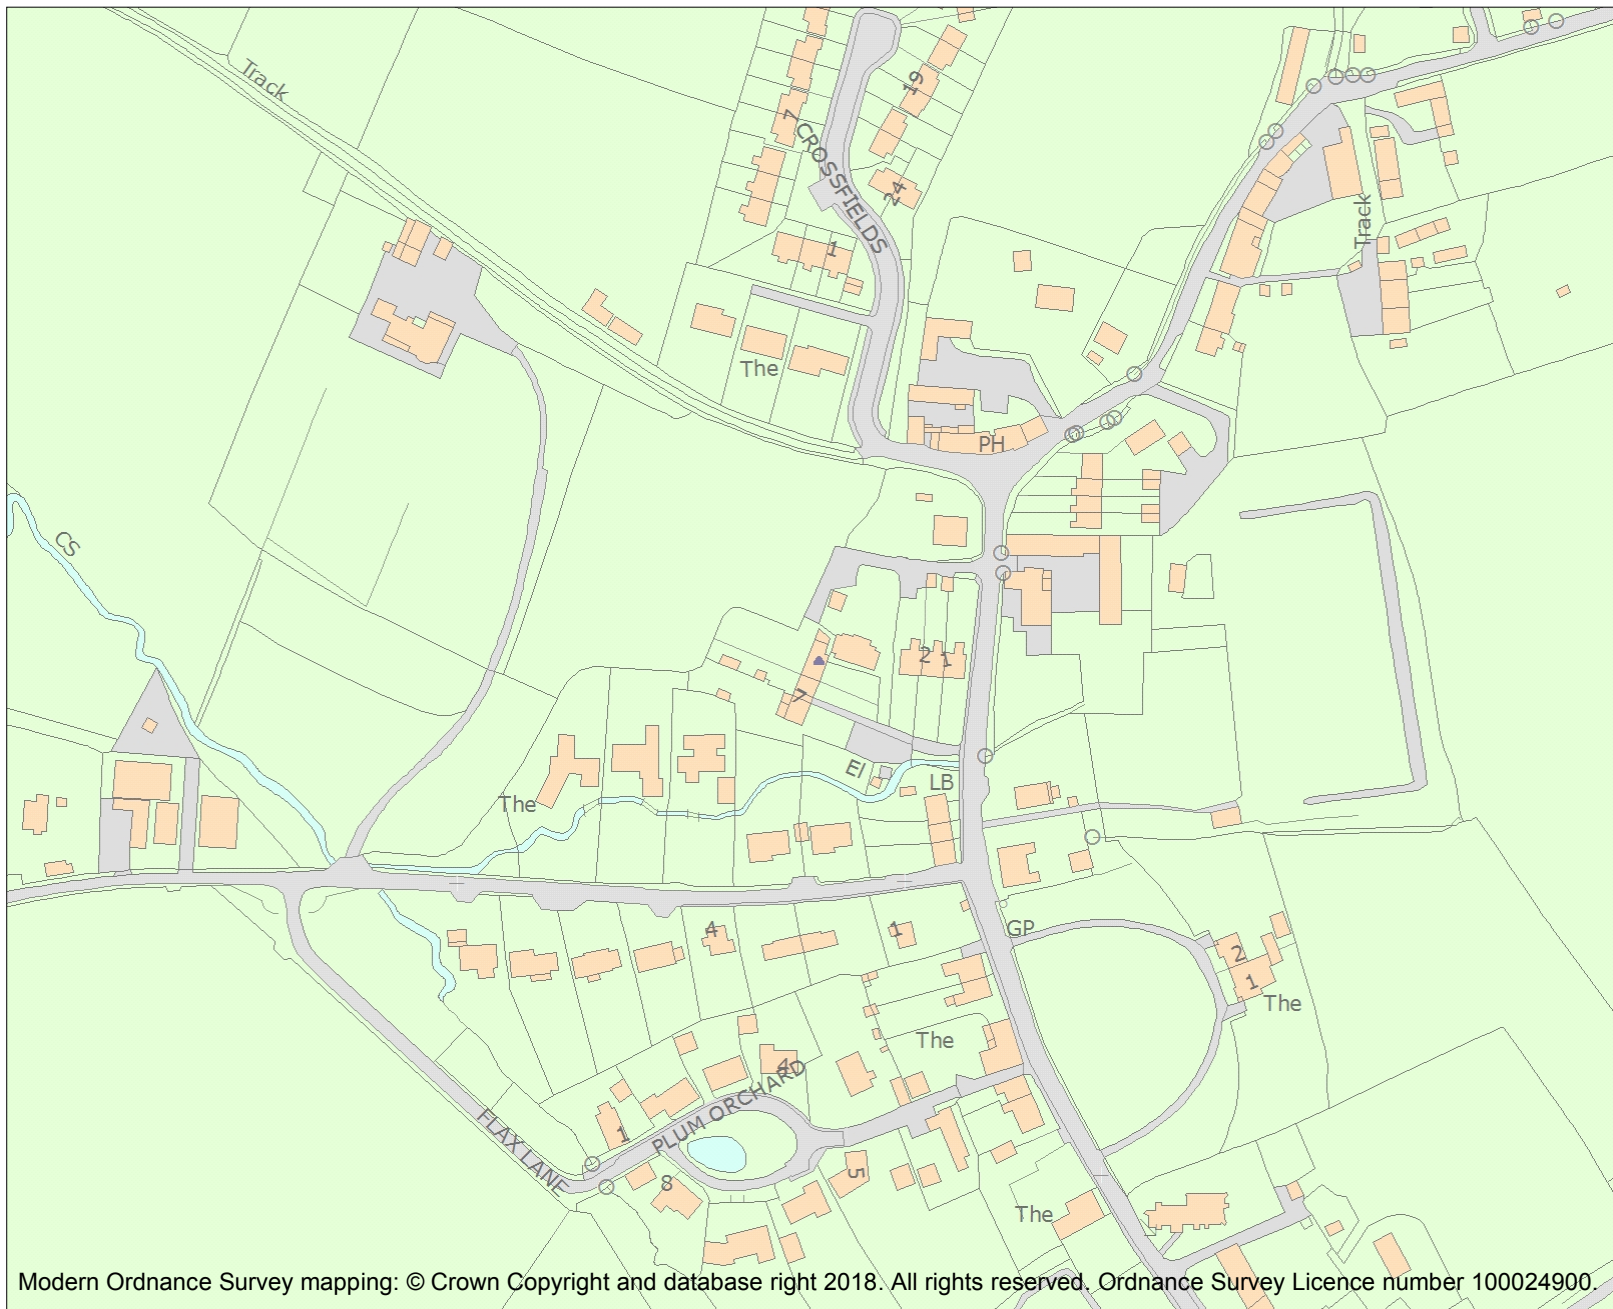 Track
19
7
CROSSFIELDS
24
1
Track
The
PH
CS
2 1
7
El
LB
The
4
1
GP
2
1
The
The
4
PLUM ORCHARD
1
FLAX LANE
5
8
The
Modern Ordnance Survey mapping: © Crown Copyright and database right 2018. All rights reserved. Ordnance Survey Licence number 100024900.